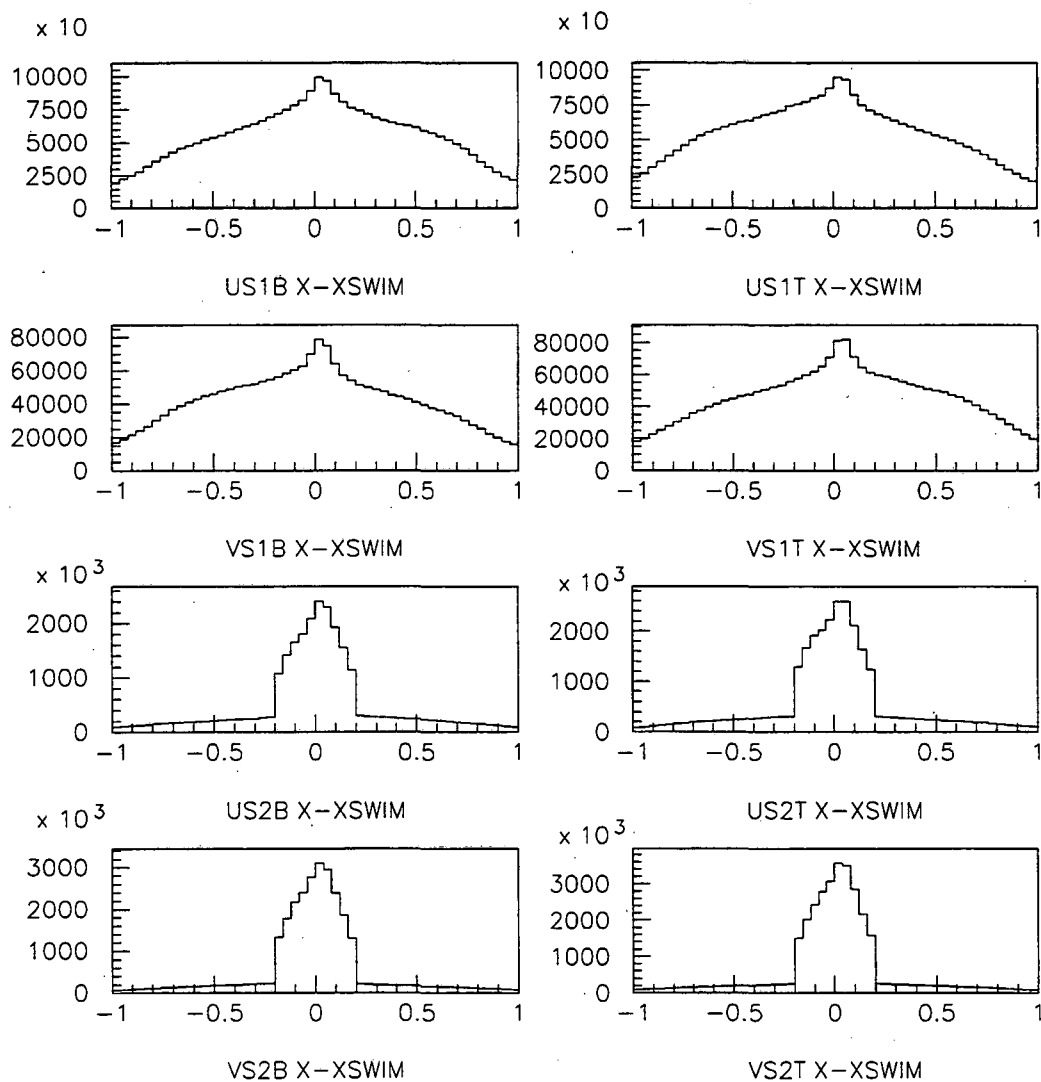 x 10
10000
7500
5000
2500
0
−1 −0.5 0 0.5 1
US1B X−XSWIM
x 10
10000
7500
5000
2500
0
−1 −0.5 0 0.5 1
US1T X−XSWIM
80000
60000
40000
20000
0
−1 −0.5 0 0.5 1
VS1B X−XSWIM
80000
60000
40000
20000
0
−1 −0.5 0 0.5 1
VS1T X−XSWIM
x 10³
2000
1000
0
−1 −0.5 0 0.5 1
US2B X−XSWIM
x 10³
2000
1000
0
−1 −0.5 0 0.5 1
US2T X−XSWIM
x 10³
3000
2000
1000
0
−1 −0.5 0 0.5 1
VS2B X−XSWIM
x 10³
3000
2000
1000
0
−1 −0.5 0 0.5 1
VS2T X−XSWIM